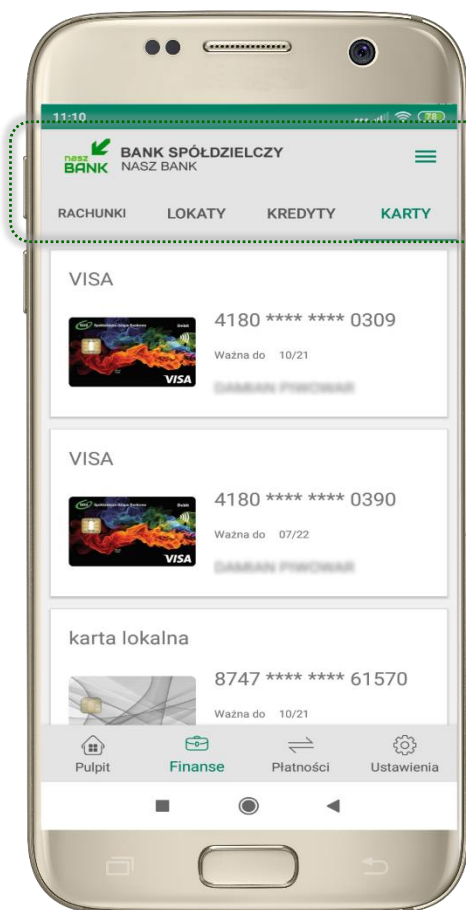 11:10
78
nasz
BANK
BANK SPÓŁDZIELCZY
NASZ BANK
RACHUNKI LOKATY KREDYTY KARTY
VISA
4180 **** **** 0309
Ważna do 10/21
VISA
VISA
4180 **** **** 0390
Ważna do 07/22
VISA
karta lokalna
8747 **** **** 61570
Ważna do 10/21
Pulpit Finanse Płatności Ustawienia